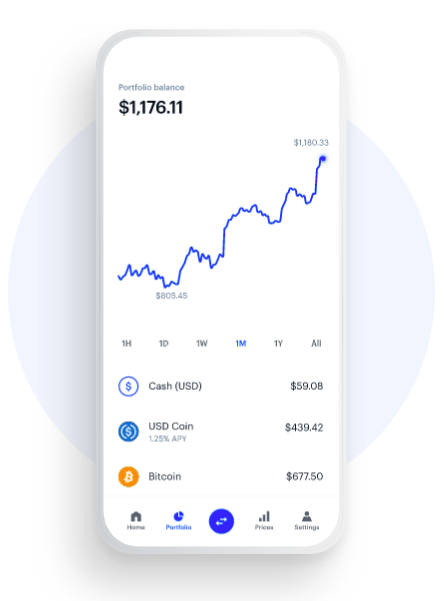 Portfolio balance
$1,176.11
$1,180.33
$805.45
1H 1D 1W 1M 1Y All
Cash (USD) $59.08
USD Coin $439.42
1.25% APY
Bitcoin $677.50
Home Portfolio Prices Settings